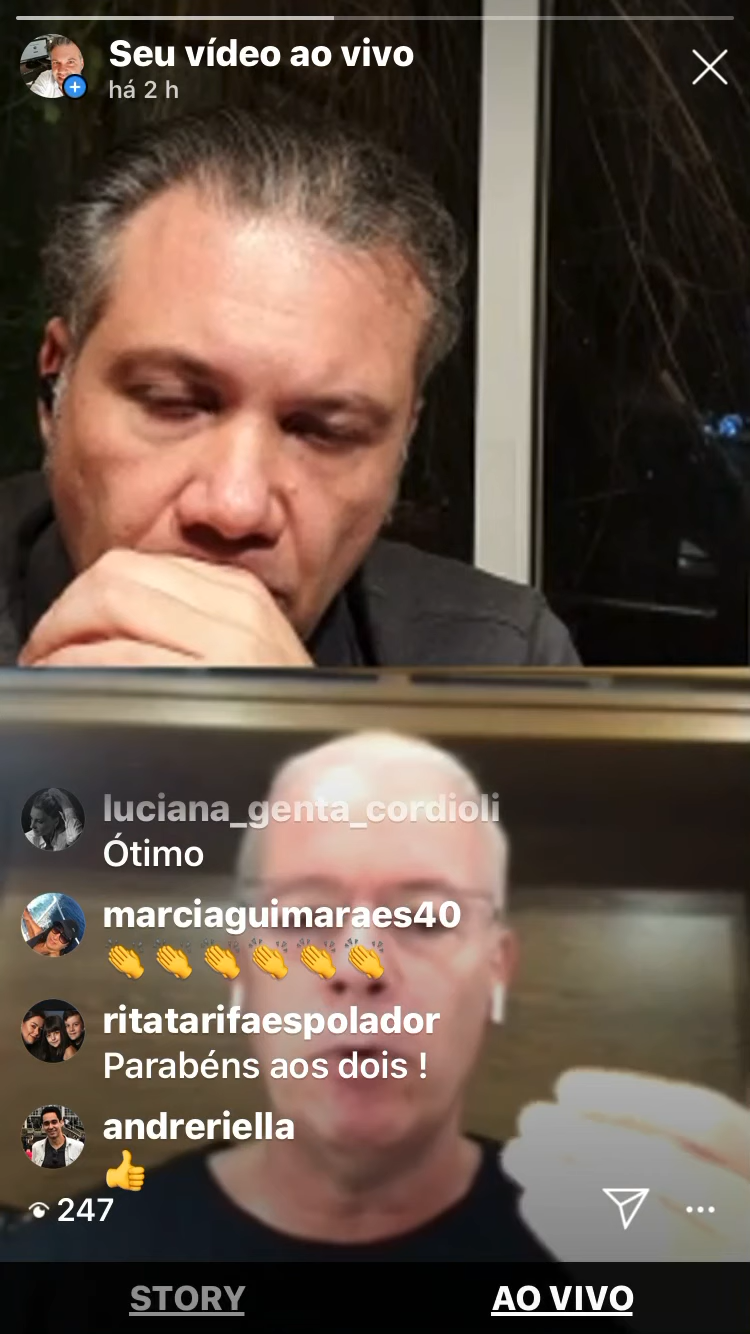 Seu vídeo ao vivo
há 2 h
luciana_genta_cordioli
Ótimo
marciaguimaraes40
👏👏👏👏👏👏
ritatarifaespolador
Parabéns aos dois !
andreriella
👍
247
STORY
AO VIVO